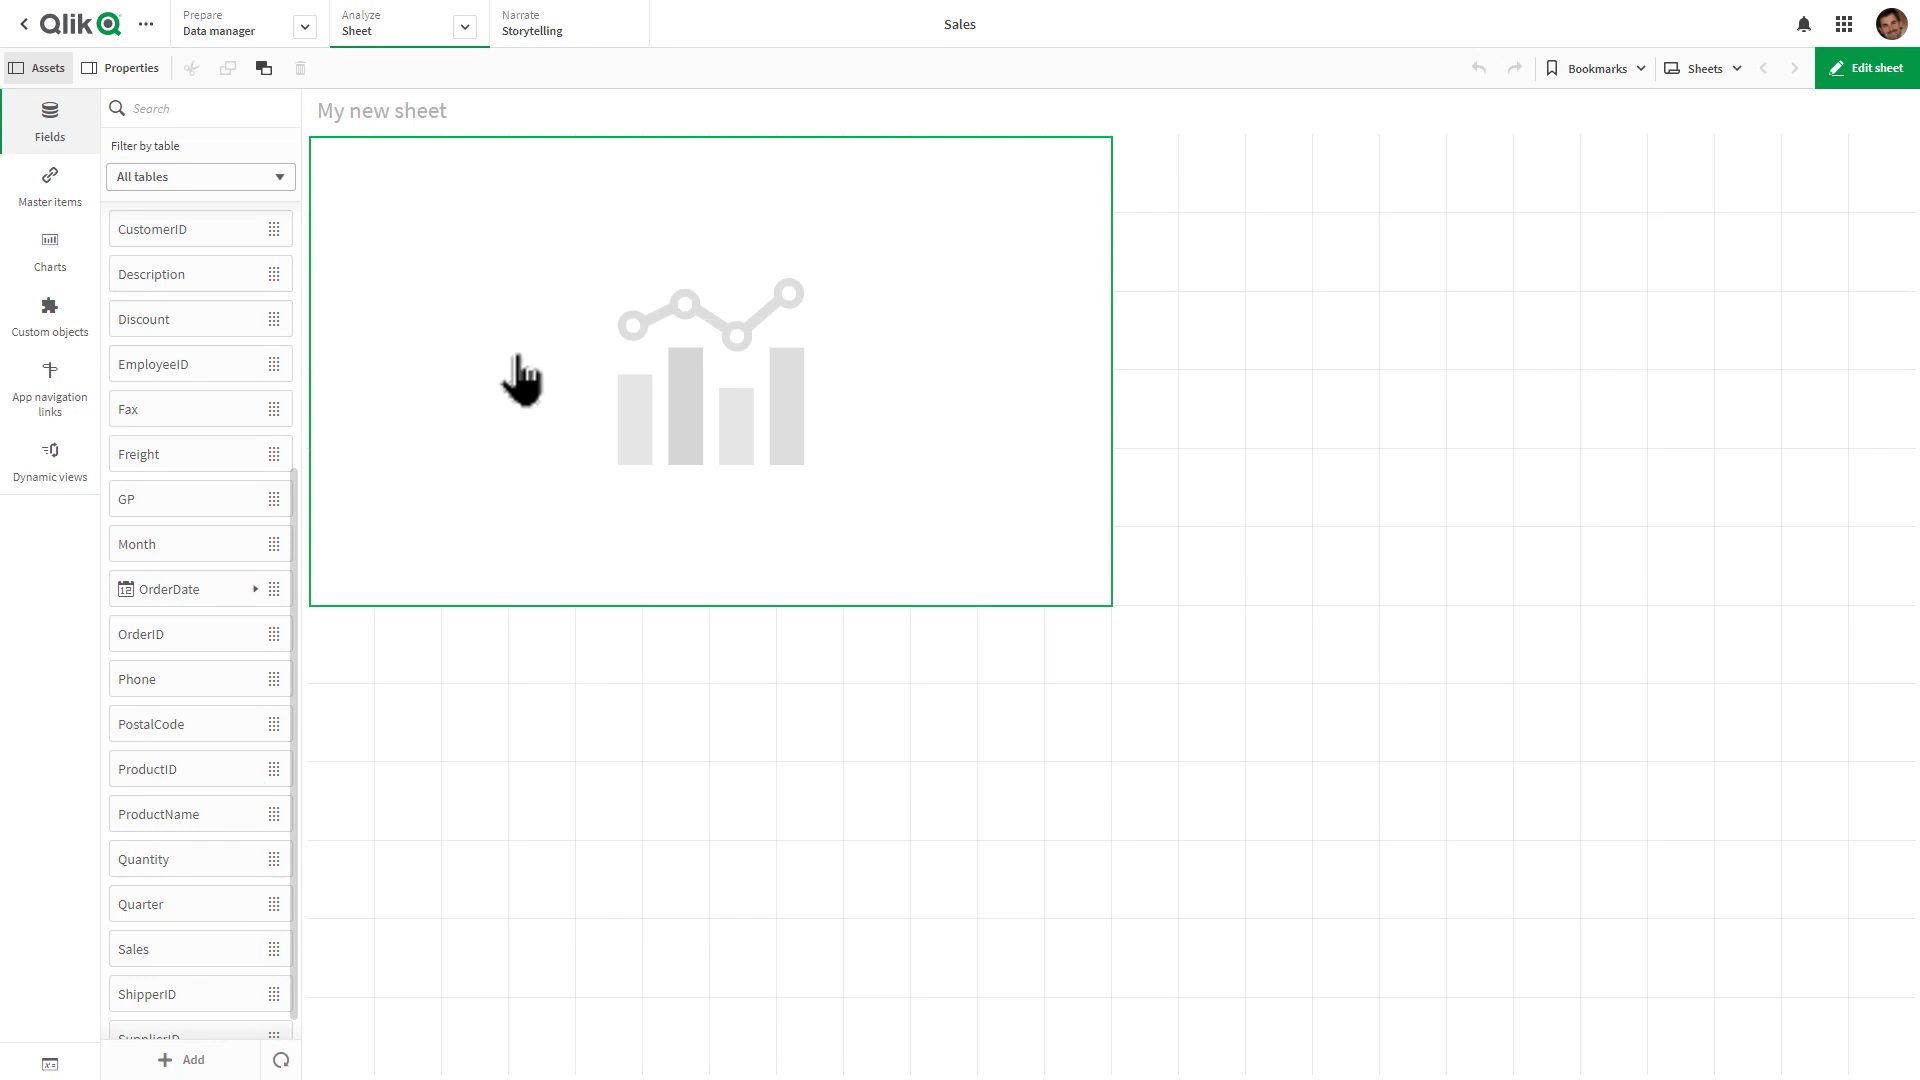 Qlik
Prepare
Data manager
Analyze
Sheet
Narrate
Storytelling
Sales
Assets
Properties
Bookmarks
Sheets
Edit sheet
Fields
Master items
Charts
Custom objects
App navigation
links
Dynamic views
Search
Filter by table
All tables
CustomerID
Description
Discount
EmployeeID
Fax
Freight
GP
Month
12 OrderDate
OrderID
Phone
PostalCode
ProductID
ProductName
Quantity
Quarter
Sales
ShipperID
SupplierID
Add
My new sheet